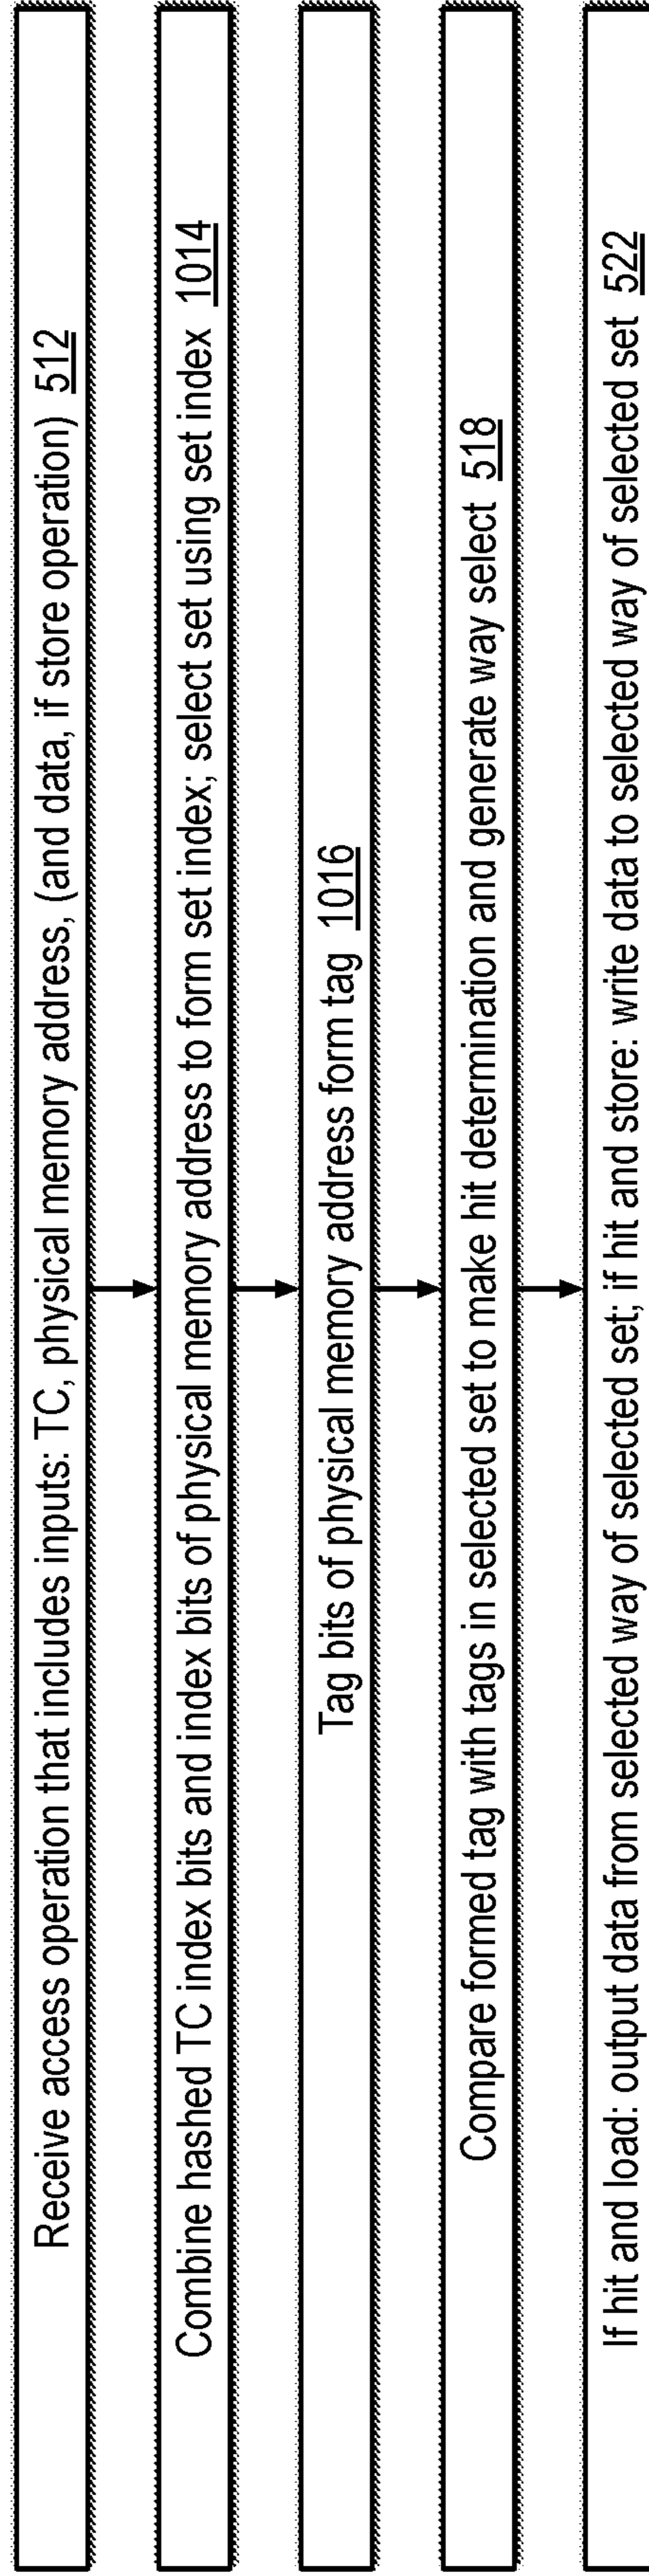 Receive access operation that includes inputs: TC, physical memory address, (and data, if store operation) 512
Combine hashed TC index bits and index bits of physical memory address to form set index; select set using set index 1014
Tag bits of physical memory address form tag 1016
Compare formed tag with tags in selected set to make hit determination and generate way select 518
If hit and load: output data from selected way of selected set; if hit and store: write data to selected way of selected set 522